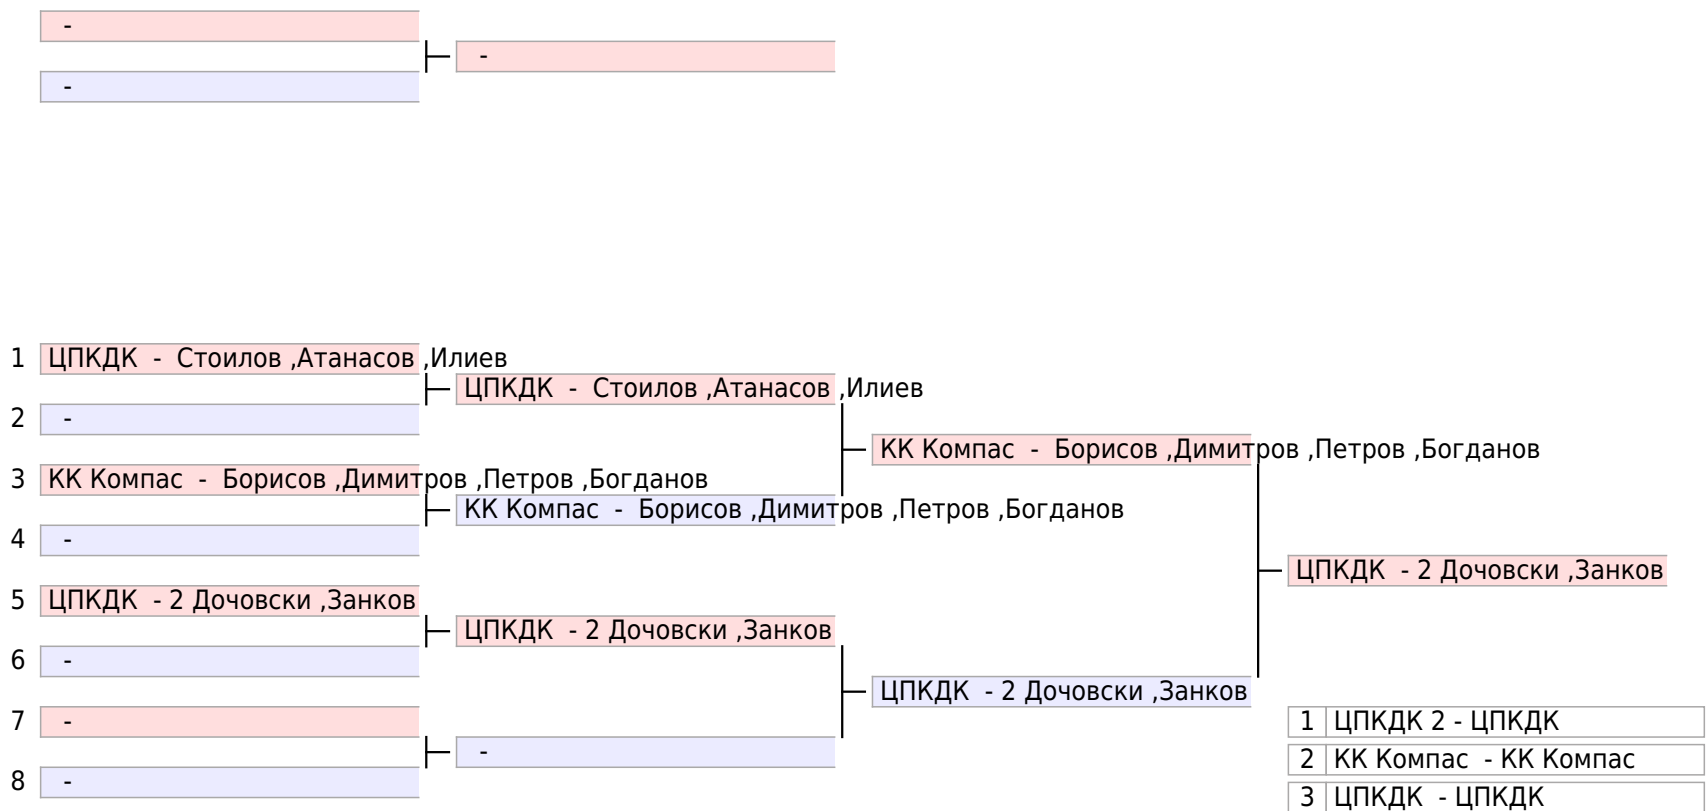 -
-
-
1 ЦПКДК - Стоилов ,Атанасов ,Илиев
ЦПКДК - Стоилов ,Атанасов ,Илиев
2 -
КК Компас - Борисов ,Димитров ,Петров ,Богданов
3 КК Компас - Борисов ,Димитров ,Петров ,Богданов
КК Компас - Борисов ,Димитров ,Петров ,Богданов
4 -
ЦПКДК - 2 Дочовски ,Занков
5 ЦПКДК - 2 Дочовски ,Занков
ЦПКДК - 2 Дочовски ,Занков
6 -
ЦПКДК - 2 Дочовски ,Занков
7 -
1 ЦПКДК 2 - ЦПКДК
-
2 КК Компас - КК Компас
8 -
3 ЦПКДК - ЦПКДК